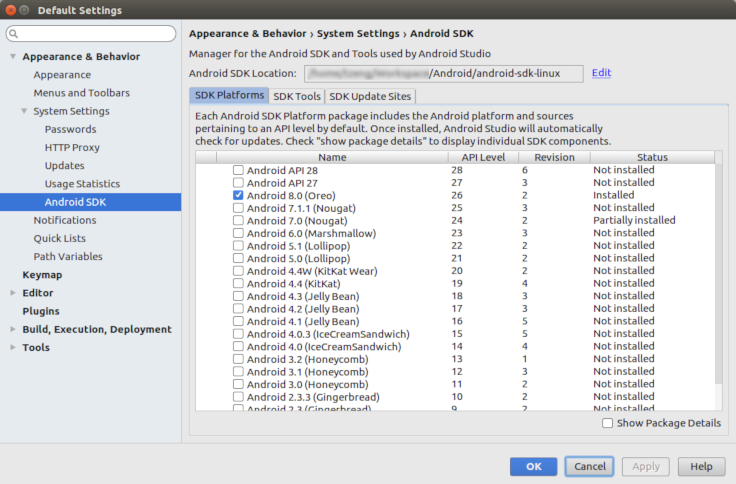 Default Settings
Appearance & Behavior
Appearance
Menus and Toolbars
System Settings
Passwords
HTTP Proxy
Updates
Usage Statistics
Android SDK
Notifications
Quick Lists
Path Variables
Keymap
Editor
Plugins
Build, Execution, Deployment
Tools
Appearance & Behavior › System Settings › Android SDK
Manager for the Android SDK and Tools used by Android Studio
Android SDK Location: /Android/android-sdk-linux Edit
SDK Platforms SDK Tools SDK Update Sites
Each Android SDK Platform package includes the Android platform and sources
pertaining to an API level by default. Once installed, Android Studio will automatically
check for updates. Check "show package details" to display individual SDK components.
Name API Level Revision Status
Android API 28 28 6 Not installed
Android API 27 27 3 Not installed
Android 8.0 (Oreo) 26 2 Installed
Android 7.1.1 (Nougat) 25 3 Not installed
Android 7.0 (Nougat) 24 2 Partially installed
Android 6.0 (Marshmallow) 23 3 Not installed
Android 5.1 (Lollipop) 22 2 Not installed
Android 5.0 (Lollipop) 21 2 Not installed
Android 4.4W (KitKat Wear) 20 2 Not installed
Android 4.4 (KitKat) 19 4 Not installed
Android 4.3 (Jelly Bean) 18 3 Not installed
Android 4.2 (Jelly Bean) 17 3 Not installed
Android 4.1 (Jelly Bean) 16 5 Not installed
Android 4.0.3 (IceCreamSandwich) 15 5 Not installed
Android 4.0 (IceCreamSandwich) 14 4 Not installed
Android 3.2 (Honeycomb) 13 1 Not installed
Android 3.1 (Honeycomb) 12 3 Not installed
Android 3.0 (Honeycomb) 11 2 Not installed
Android 2.3.3 (Gingerbread) 10 2 Not installed
Android 2.3 (Gingerbread) 9 2 Not installed
Show Package Details
OK Cancel Apply Help